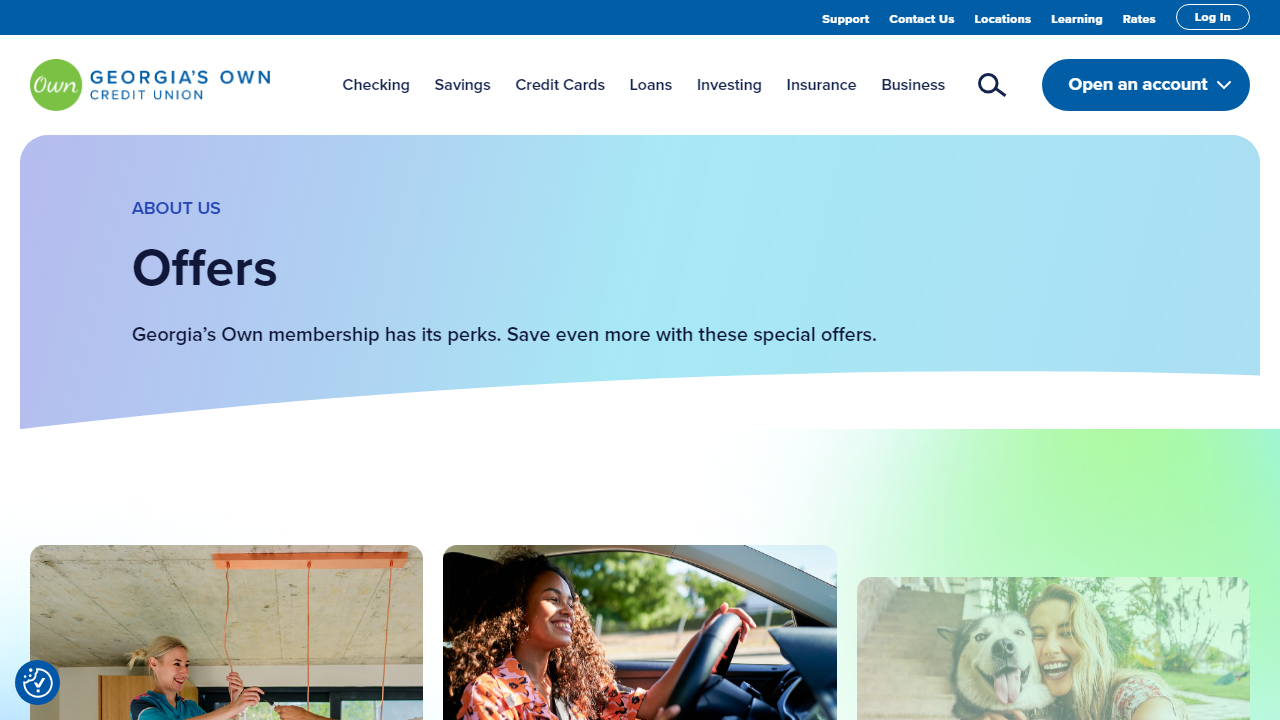 Support Contact Us Locations Learning Rates Log In
Own GEORGIA'S OWN
CREDIT UNION
Checking Savings Credit Cards Loans Investing Insurance Business Open an account
ABOUT US
Offers
Georgia’s Own membership has its perks. Save even more with these special offers.